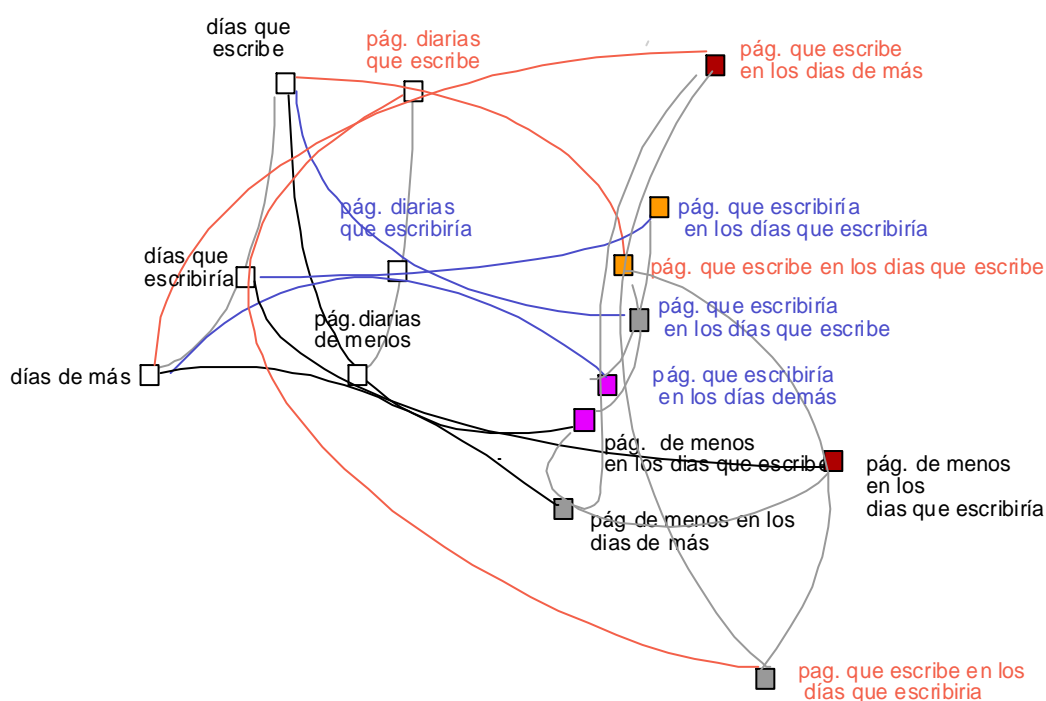 días que
escribe
pág. diarias
que escribe
pág. que escribe
en los dias de más
pág. diarias
que escribiría
pág. que escribiría
en los días que escribiría
días que
escribiría
pág. que escribe en los dias que escribe
pág. que escribiría
en los días que escribe
pág. diarias
de menos
días de más
pág. que escribiría
en los días demás
pág. de menos
en los dias que escribe
pág. de menos
en los
dias que escribiría
pág de menos en los
dias de más
pag. que escribe en los
días que escribiria